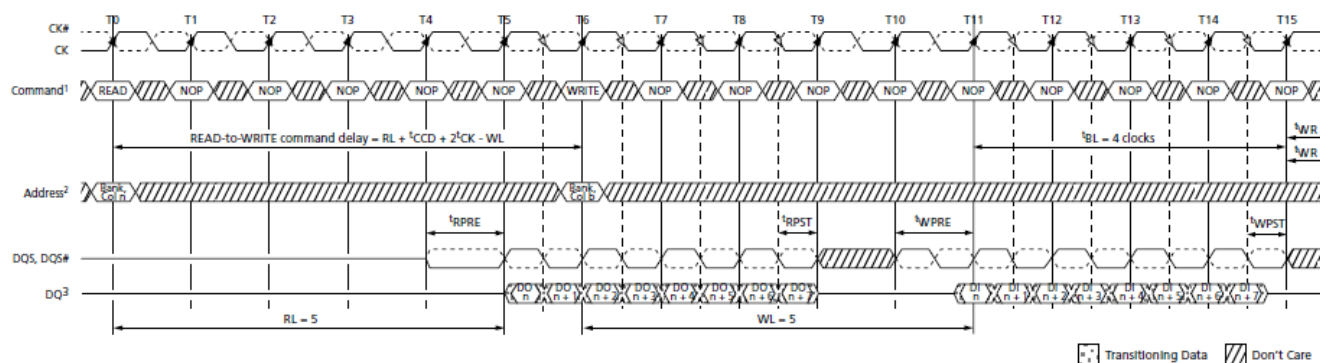 T0 T1 T2 T3 T4 T5 T6 T7 T8 T9 T10 T11 T12 T13 T14 T15
CK#
CK
Command1 READ NOP NOP NOP NOP NOP WRITE NOP NOP NOP NOP NOP NOP NOP NOP NOP
READ-to-WRITE command delay = RL + tCCD + 2tCK - WL tBL = 4 clocks tWR
tWR
Address2 Bank, Col n Bank, Col b
tRPRE tRPST tWPRE tWPST
DQS, DQS#
DQ3 DO n DO n + 1 DO n + 2 DO n + 3 DO n + 4 DO n + 5 DO n + 6 DO n + 7 DI n DI n + 1 DI n + 2 DI n + 3 DI n + 4 DI n + 5 DI n + 6 DI n + 7
RL = 5 WL = 5
Transitioning Data Don't Care